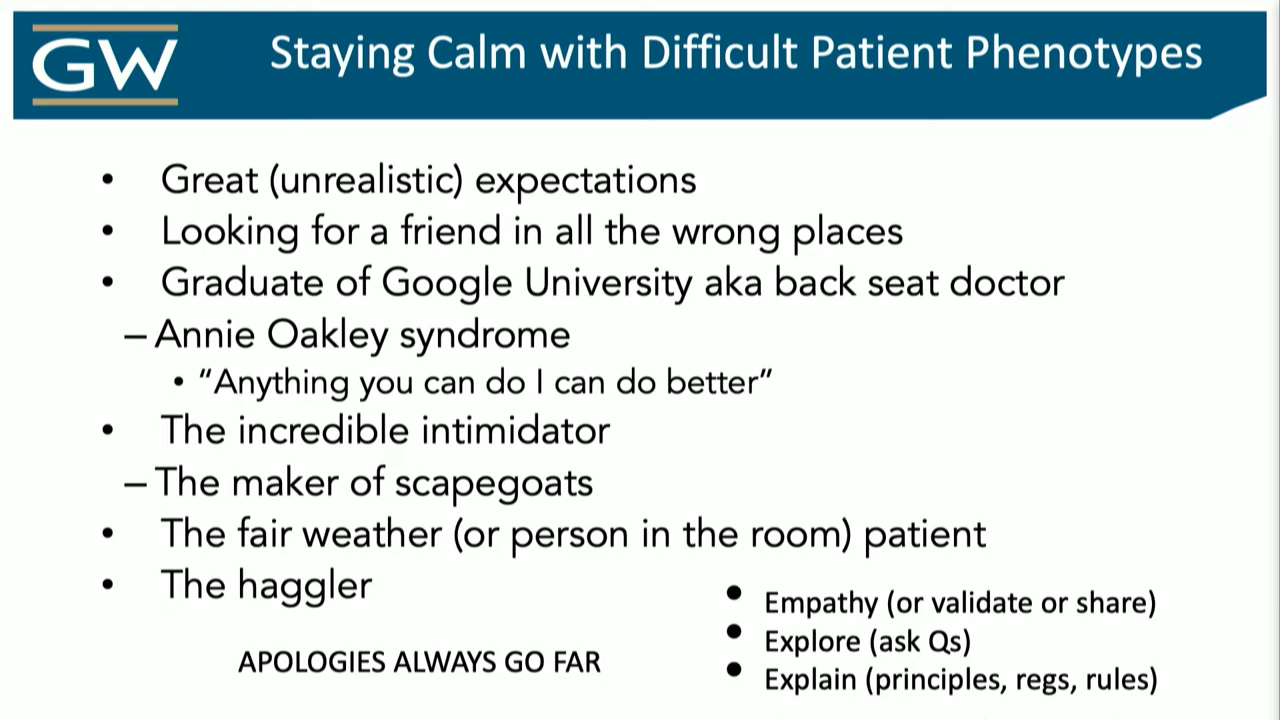 GW
Staying Calm with Difficult Patient Phenotypes
• Great (unrealistic) expectations
• Looking for a friend in all the wrong places
• Graduate of Google University aka back seat doctor
– Annie Oakley syndrome
• “Anything you can do I can do better”
• The incredible intimidator
– The maker of scapegoats
• The fair weather (or person in the room) patient
• The haggler
APOLOGIES ALWAYS GO FAR
• Empathy (or validate or share)
• Explore (ask Qs)
• Explain (principles, regs, rules)